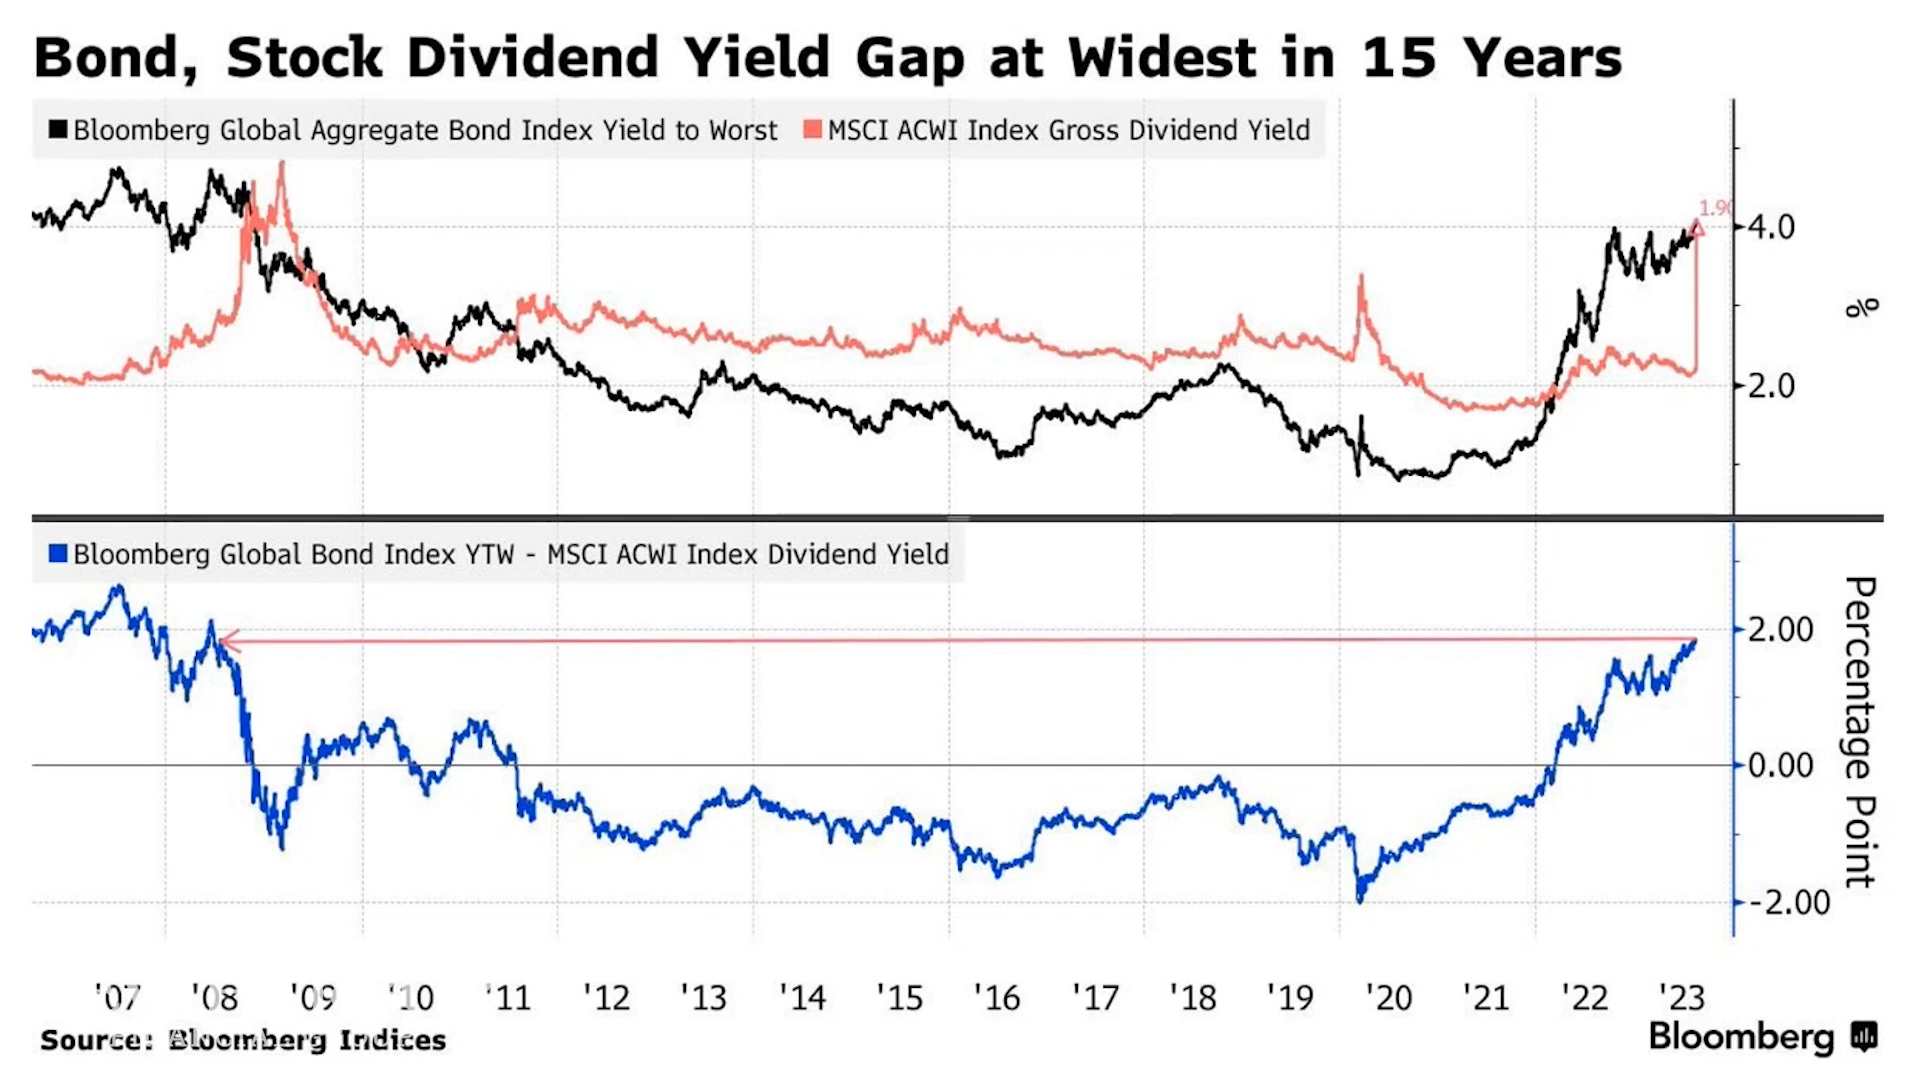 Bond, Stock Dividend Yield Gap at Widest in 15 Years
Bloomberg Global Aggregate Bond Index Yield to Worst MSCI ACWI Index Gross Dividend Yield
4.0
%
2.0
Bloomberg Global Bond Index YTW - MSCI ACWI Index Dividend Yield
2.00
0.00
-2.00
Percentage Point
'07 '08 '09 '10 '11 '12 '13 '14 '15 '16 '17 '18 '19 '20 '21 '22 '23
Source: Bloomberg Indices
Bloomberg